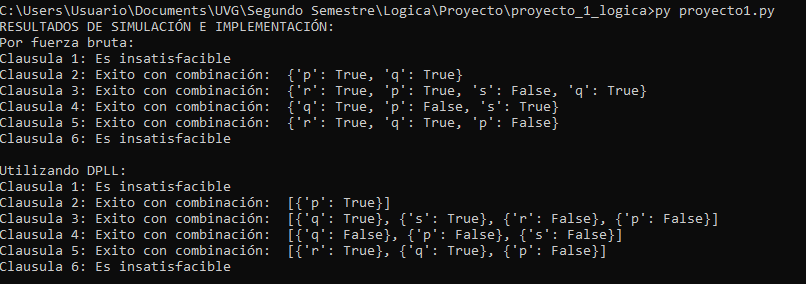 C:\Users\Usuario\Documents\UVG\Segundo Semestre\Logica\Proyecto\proyecto_1_logica>py proyecto1.py
RESULTADOS DE SIMULACIÓN E IMPLEMENTACIÓN:
Por fuerza bruta:
Clausula 1: Es insatisfacible
Clausula 2: Exito con combinación:  {'p': True, 'q': True}
Clausula 3: Exito con combinación:  {'r': True, 'p': True, 's': False, 'q': True}
Clausula 4: Exito con combinación:  {'q': True, 'p': False, 's': True}
Clausula 5: Exito con combinación:  {'r': True, 'q': True, 'p': False}
Clausula 6: Es insatisfacible

Utilizando DPLL:
Clausula 1: Es insatisfacible
Clausula 2: Exito con combinación:  [{'p': True}]
Clausula 3: Exito con combinación:  [{'q': True}, {'s': True}, {'r': False}, {'p': False}]
Clausula 4: Exito con combinación:  [{'q': False}, {'p': False}, {'s': False}]
Clausula 5: Exito con combinación:  [{'r': True}, {'q': True}, {'p': False}]
Clausula 6: Es insatisfacible